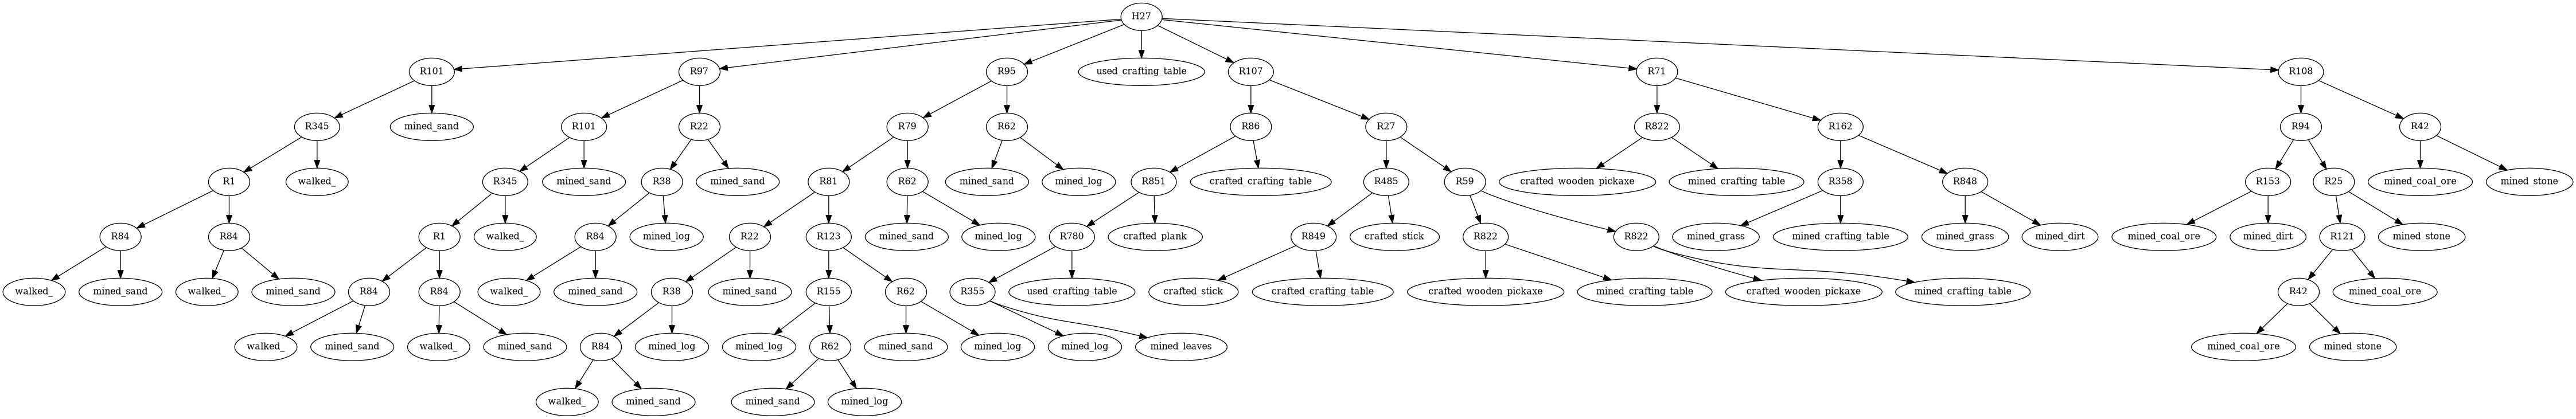 H27
R101
R97
R95
used_crafting_table
R107
R71
R108
R345
mined_sand
R101
R22
R79
R62
R86
R27
R822
R162
R94
R42
R1
walked_
R345
mined_sand
R38
mined_sand
R81
R62
mined_sand
mined_log
R851
crafted_crafting_table
R485
R59
crafted_wooden_pickaxe
mined_crafting_table
R358
R848
R153
R25
mined_coal_ore
mined_stone
R84
R84
R1
walked_
R84
mined_log
R22
R123
mined_sand
mined_log
R780
crafted_plank
R849
crafted_stick
R822
R822
mined_grass
mined_crafting_table
mined_grass
mined_dirt
mined_coal_ore
mined_dirt
R121
mined_stone
walked_
mined_sand
walked_
mined_sand
R84
R84
walked_
mined_sand
R38
mined_sand
R155
R62
R355
used_crafting_table
crafted_stick
crafted_crafting_table
crafted_wooden_pickaxe
mined_crafting_table
crafted_wooden_pickaxe
mined_crafting_table
R42
mined_coal_ore
walked_
mined_sand
walked_
mined_sand
R84
mined_log
mined_log
R62
mined_sand
mined_log
mined_log
mined_leaves
mined_coal_ore
mined_stone
walked_
mined_sand
mined_sand
mined_log